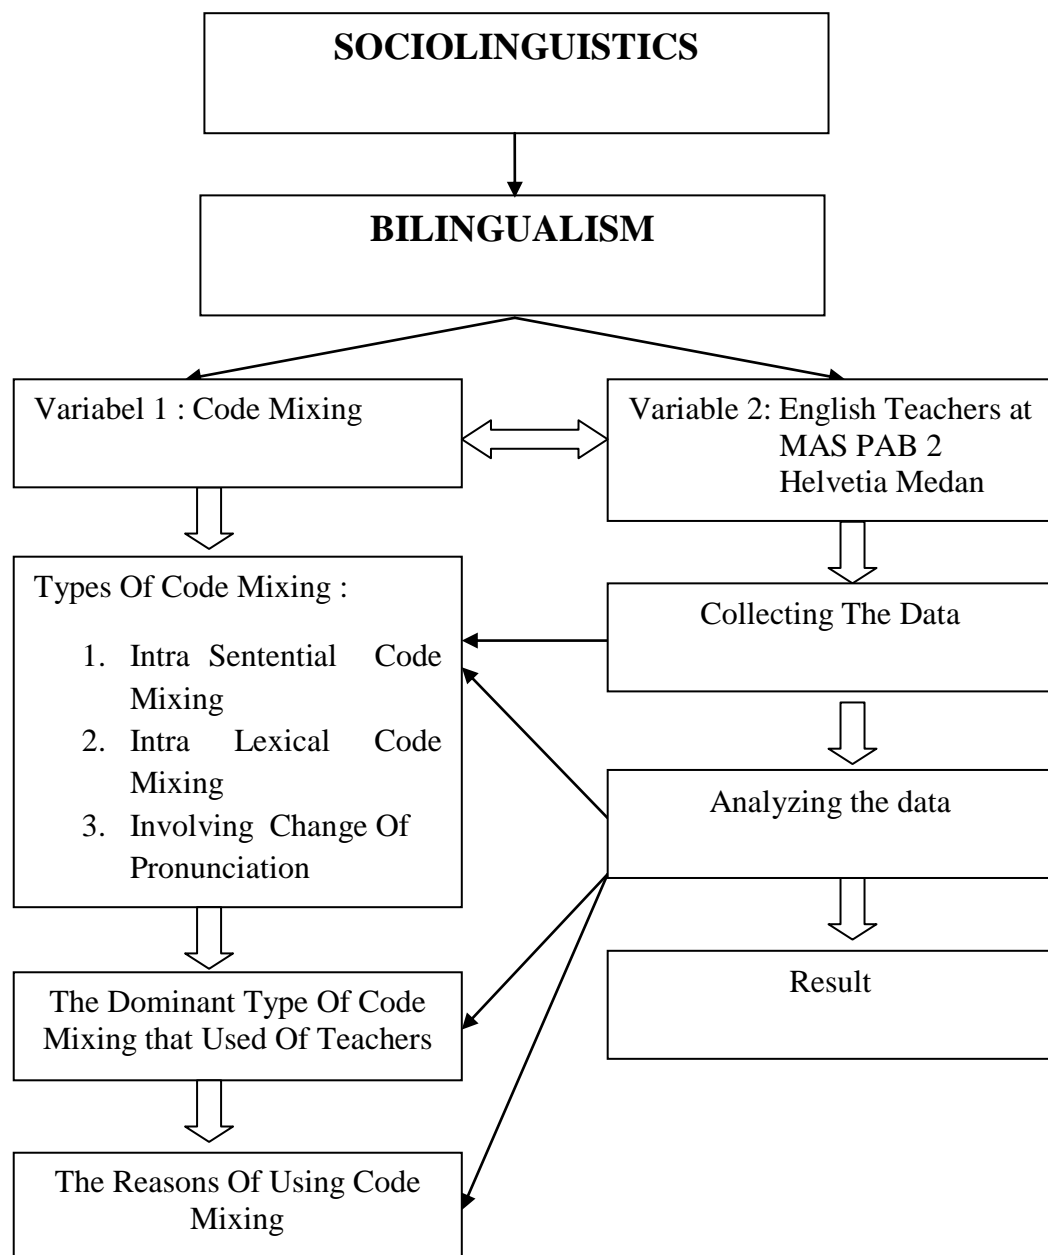 SOCIOLINGUISTICS
BILINGUALISM
Variabel 1 : Code Mixing
Variable 2: English Teachers at
MAS PAB 2
Helvetia Medan
Types Of Code Mixing :
1. Intra Sentential Code
Mixing
2. Intra Lexical Code
Mixing
3. Involving Change Of
Pronunciation
Collecting The Data
Analyzing the data
The Dominant Type Of Code
Mixing that Used Of Teachers
Result
The Reasons Of Using Code
Mixing